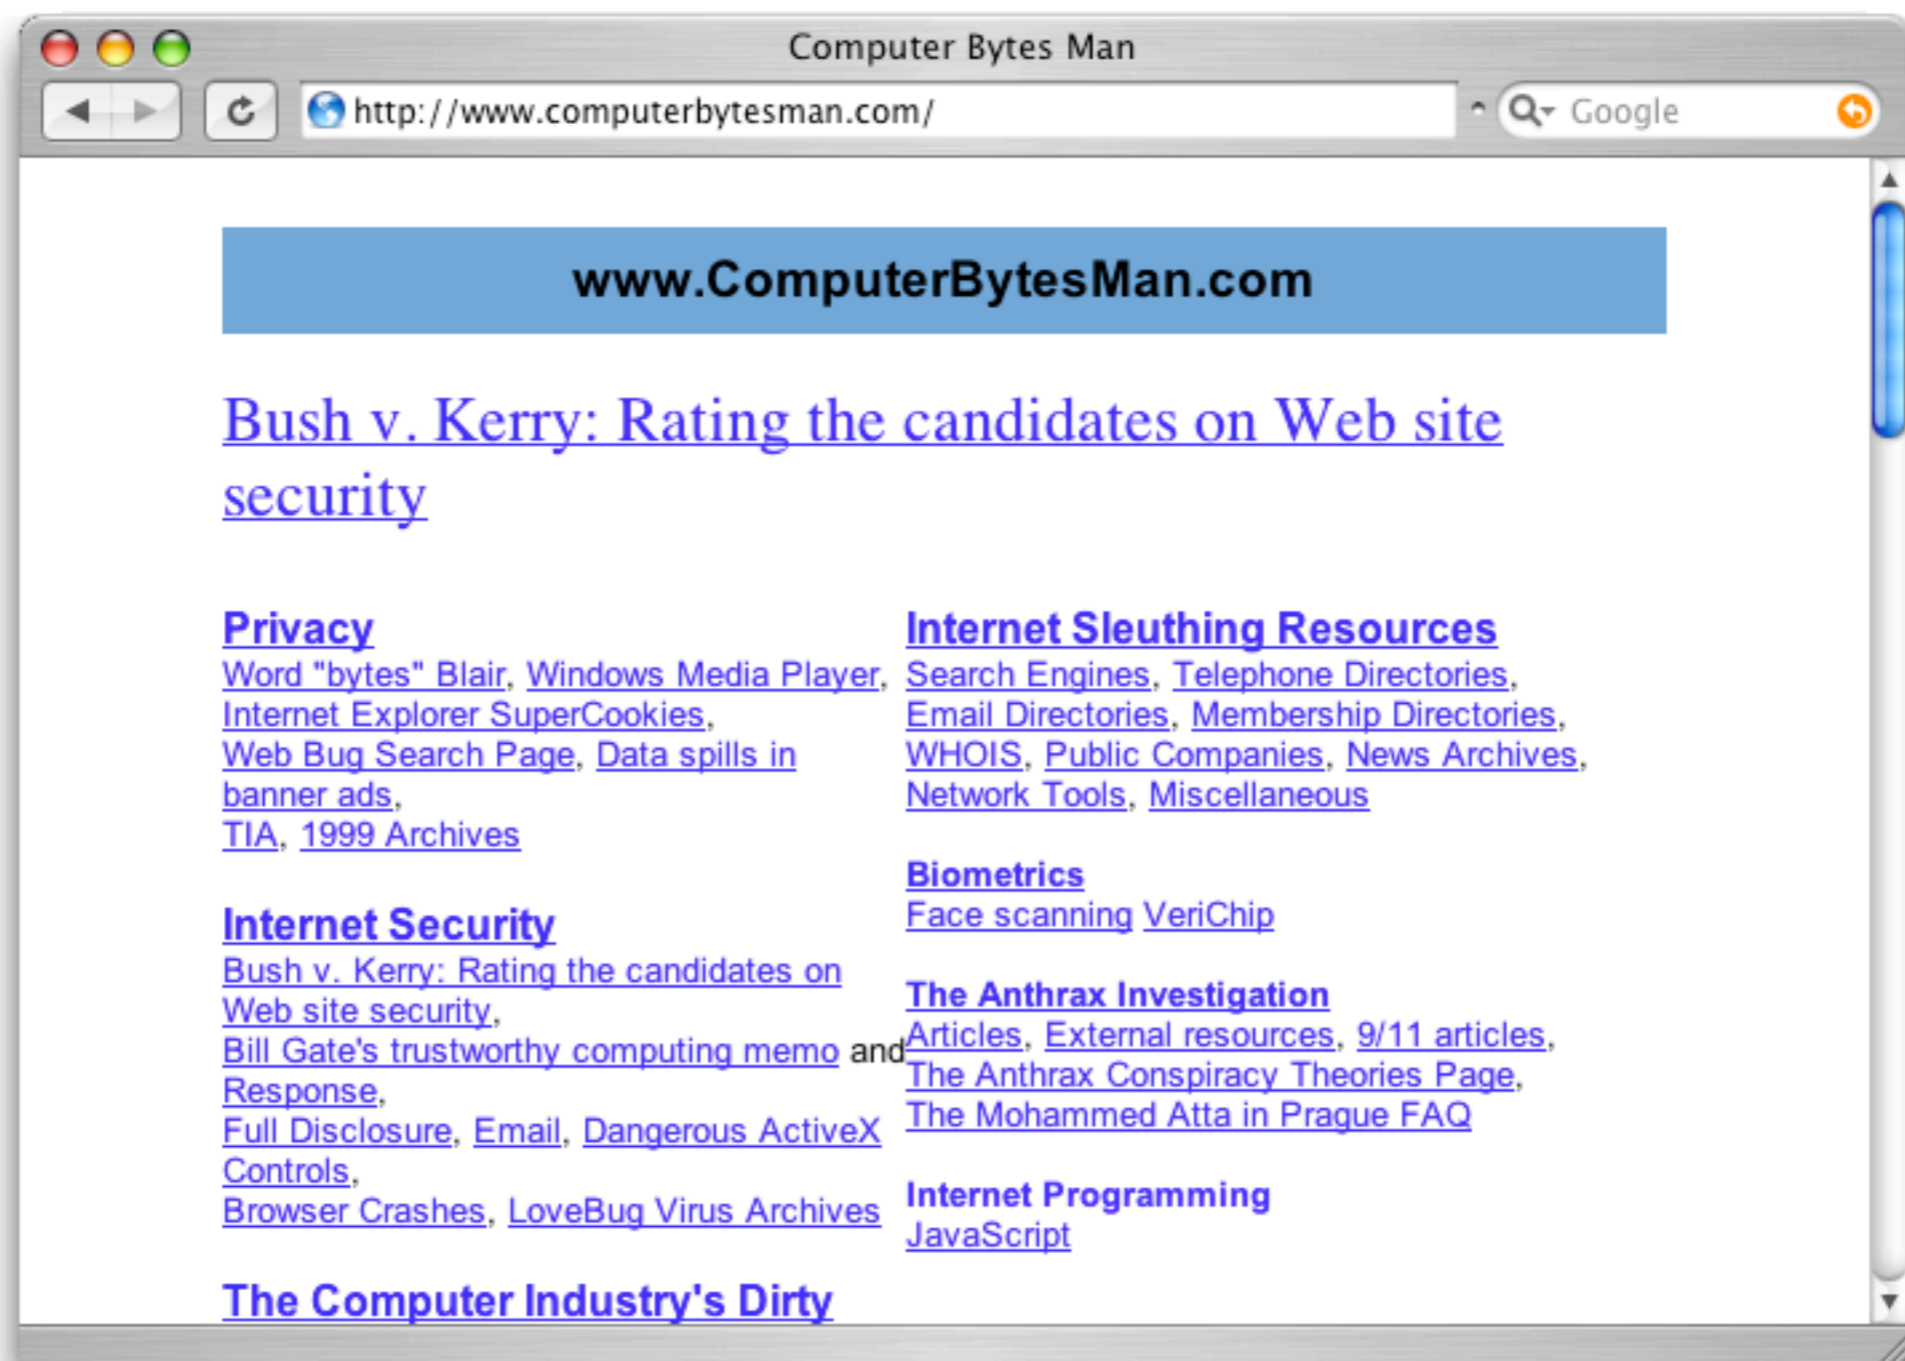 Computer Bytes Man
http://www.computerbytesman.com/
Google
www.ComputerBytesMan.com
Bush v. Kerry: Rating the candidates on Web site
security
Privacy
Word "bytes" Blair, Windows Media Player,
Internet Explorer SuperCookies,
Web Bug Search Page, Data spills in
banner ads,
TIA, 1999 Archives
Internet Security
Bush v. Kerry: Rating the candidates on
Web site security,
Bill Gate's trustworthy computing memo and
Response,
Full Disclosure, Email, Dangerous ActiveX
Controls,
Browser Crashes, LoveBug Virus Archives
The Computer Industry's Dirty
Internet Sleuthing Resources
Search Engines, Telephone Directories,
Email Directories, Membership Directories,
WHOIS, Public Companies, News Archives,
Network Tools, Miscellaneous
Biometrics
Face scanning VeriChip
The Anthrax Investigation
Articles, External resources, 9/11 articles,
The Anthrax Conspiracy Theories Page,
The Mohammed Atta in Prague FAQ
Internet Programming
JavaScript